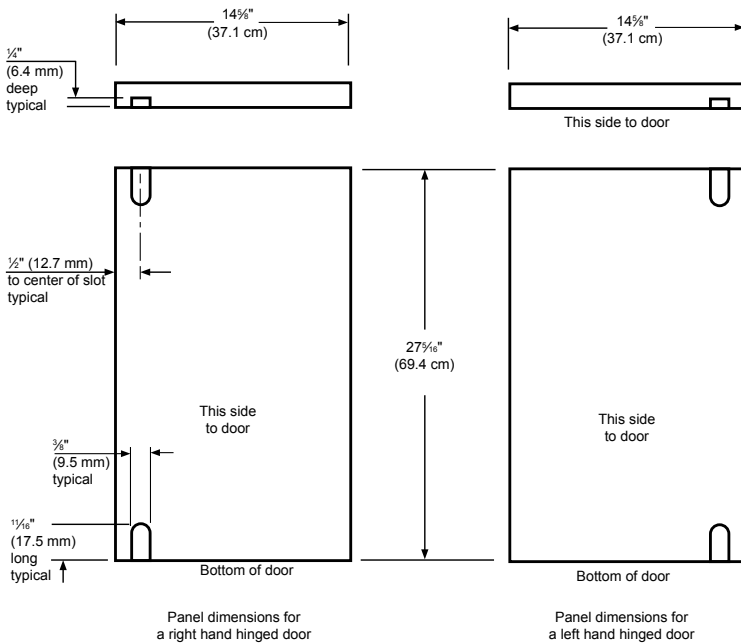 14⅝"
(37.1 cm)
14⅝"
(37.1 cm)
¼"
(6.4 mm)
deep
typical
This side to door
½" (12.7 mm)
to center of slot
typical
27⁵⁄₁₆"
(69.4 cm)
This side
to door
This side
to door
⅜"
(9.5 mm)
typical
¹¹⁄₁₆"
(17.5 mm)
long
typical
Bottom of door
Bottom of door
Panel dimensions for
a right hand hinged door
Panel dimensions for
a left hand hinged door